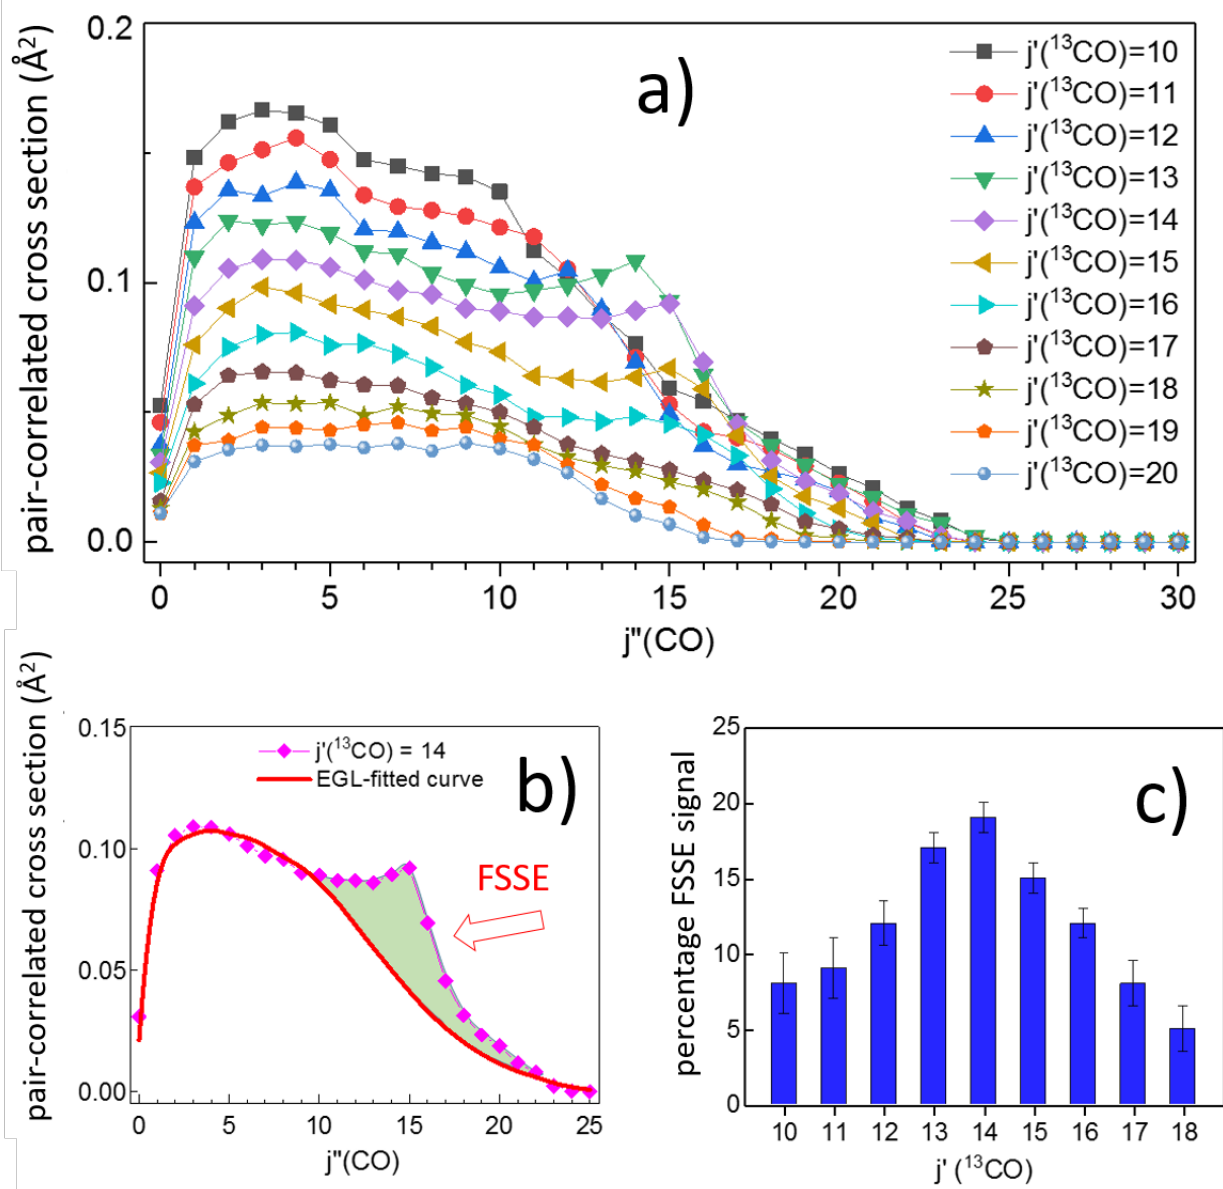 pair-correlated cross section (Å²)
0.2
0.1
0.0
a)
j'(¹³CO)=10
j'(¹³CO)=11
j'(¹³CO)=12
j'(¹³CO)=13
j'(¹³CO)=14
j'(¹³CO)=15
j'(¹³CO)=16
j'(¹³CO)=17
j'(¹³CO)=18
j'(¹³CO)=19
j'(¹³CO)=20
0 5 10 15 20 25 30
j"(CO)
pair-correlated cross section (Å²)
0.15
0.10
0.05
0.00
j'(¹³CO) = 14
EGL-fitted curve
b)
FSSE
0 5 10 15 20 25
j"(CO)
percentage FSSE signal
25
20
15
10
5
0
c)
10 11 12 13 14 15 16 17 18
j' (¹³CO)